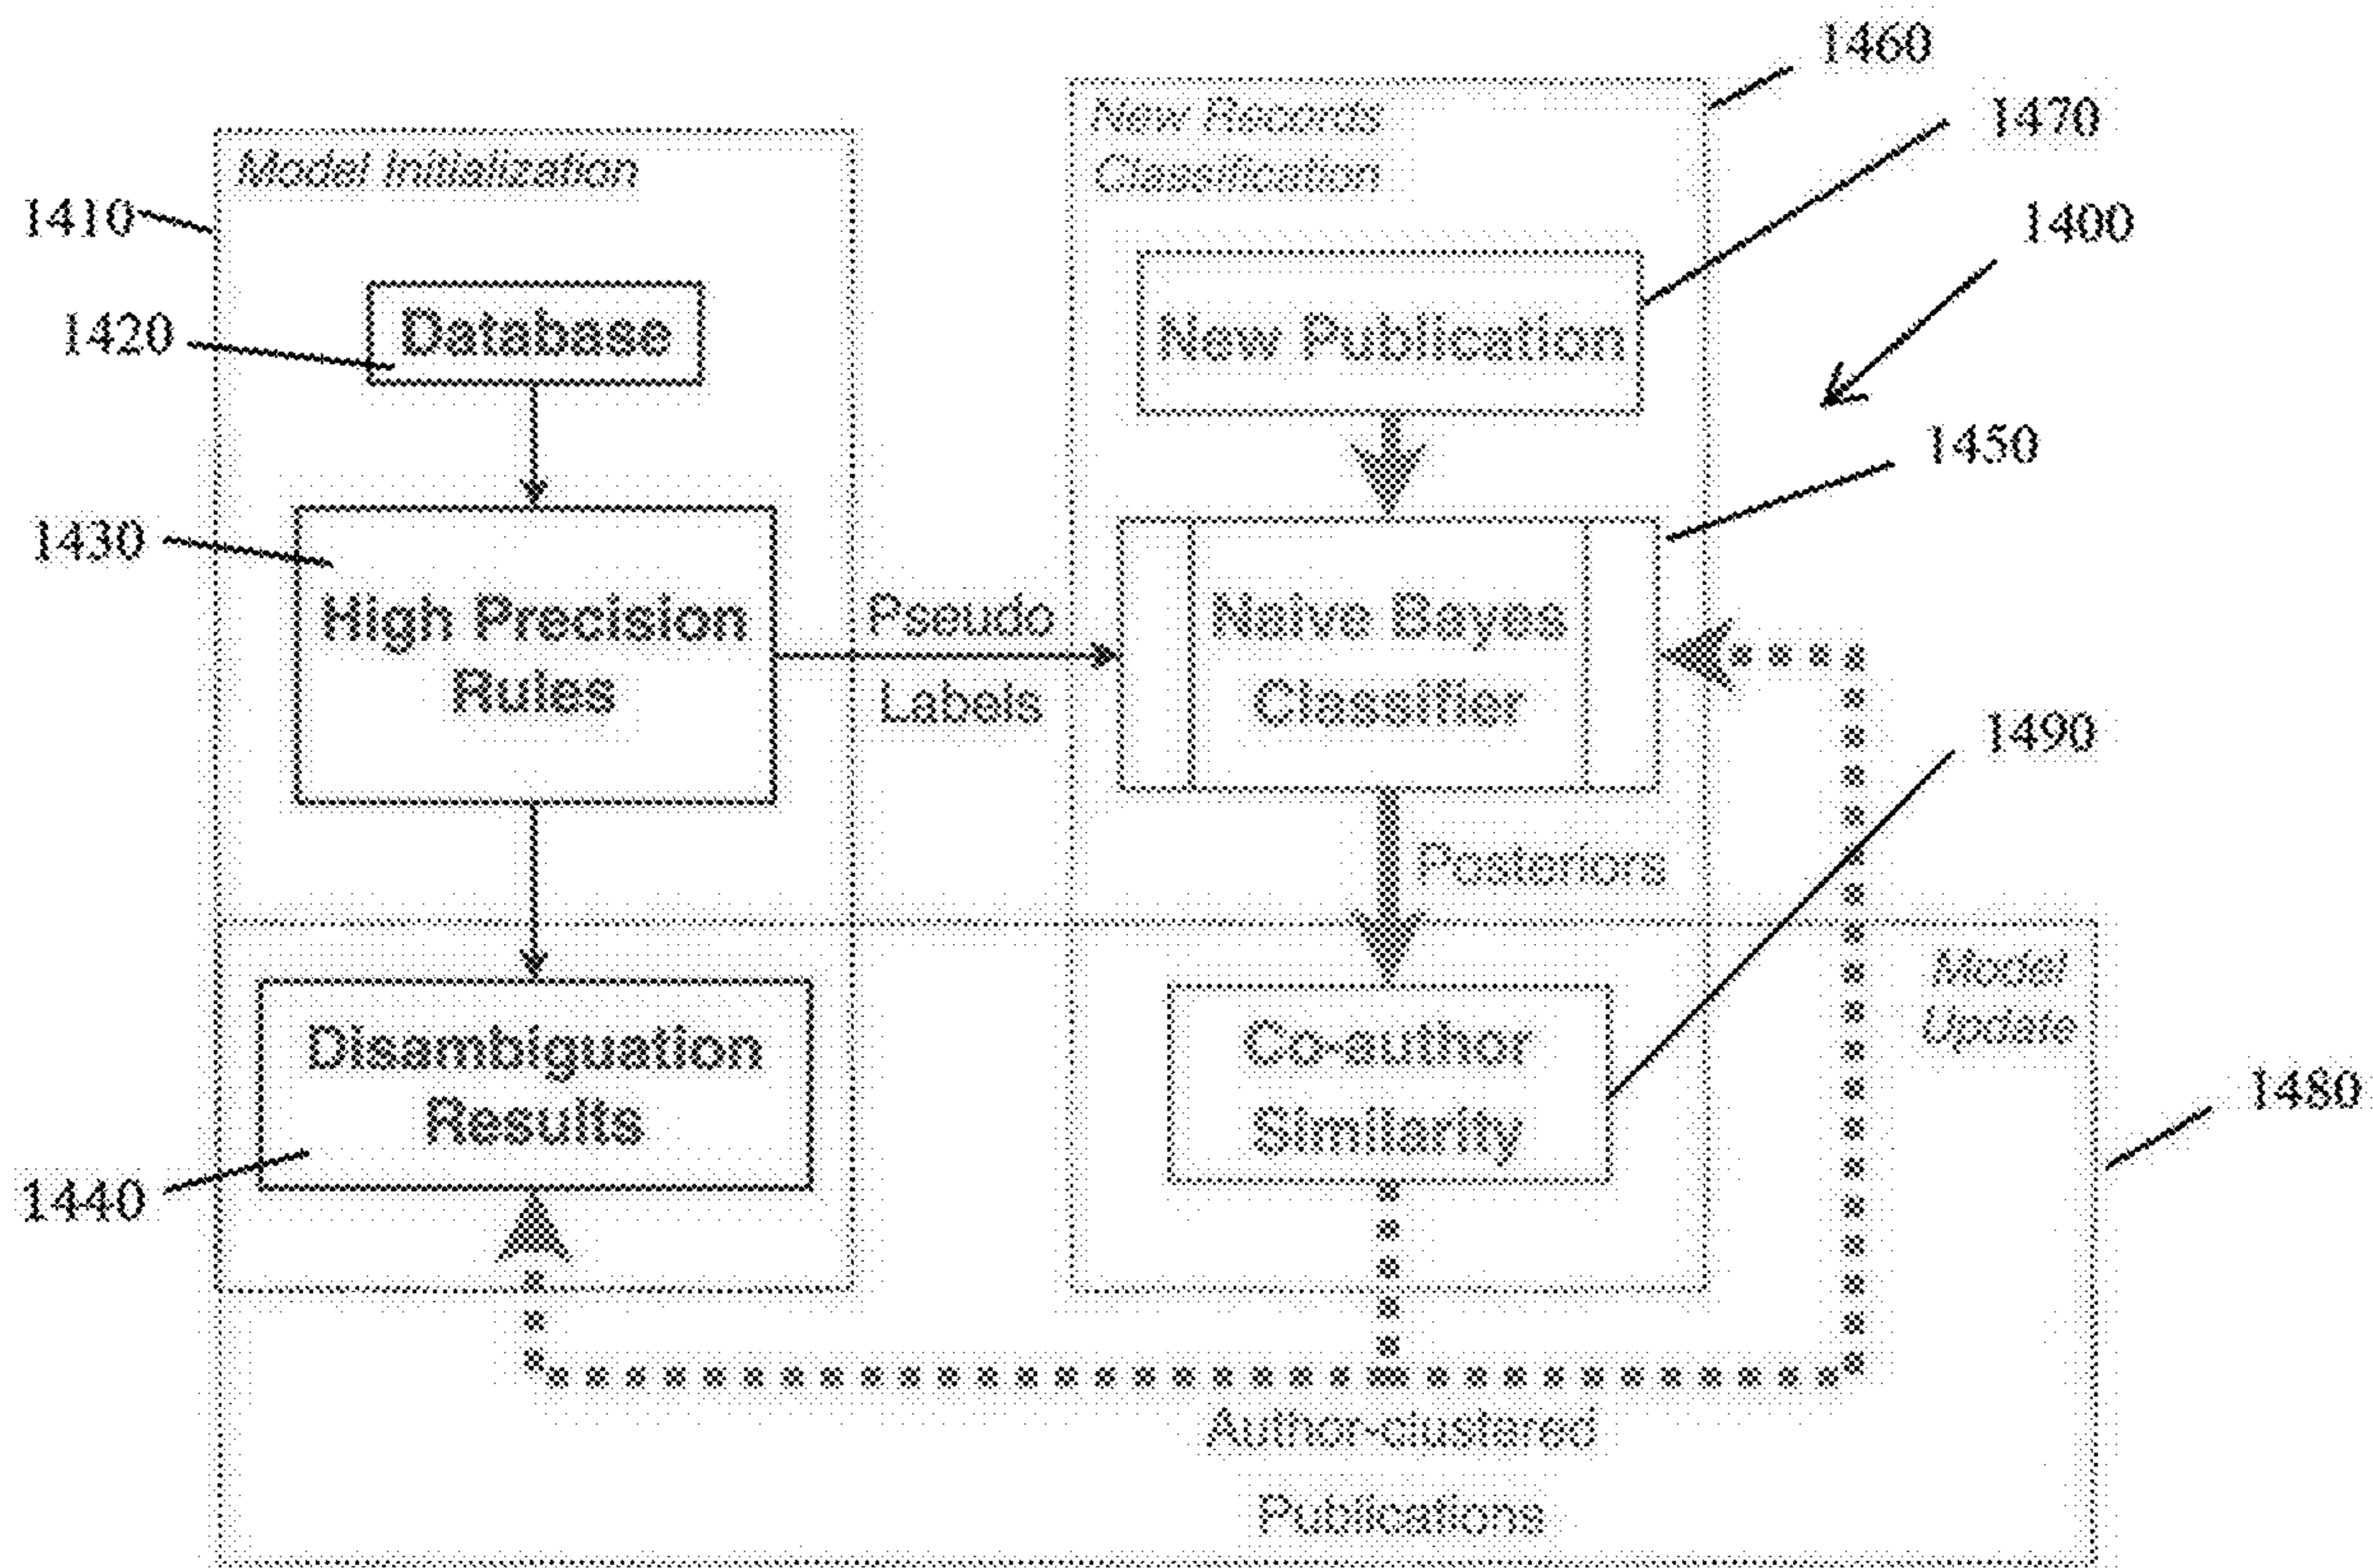 1460
New Records
Classification
1470
Model Initialization
1410
1400
Database
1420
New Publication
1450
1430
High Precision
Rules
Pseudo
Labels
Naive Bayes
Classifier
1490
Posteriors
Model
Update
Disambiguation
Results
Co-author
Similarity
1480
1440
Author-clustered
Publications